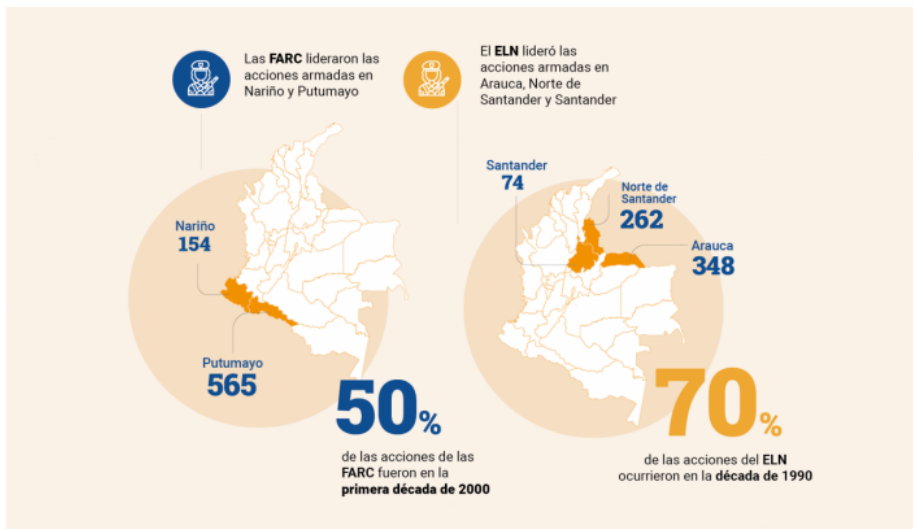 Las FARC lideraron las
acciones armadas en
Nariño y Putumayo
El ELN lideró las
acciones armadas en
Arauca, Norte de
Santander y Santander
Nariño
154
Putumayo
565
50%
de las acciones de las
FARC fueron en la
primera década de 2000
Santander
74
Norte de
Santander
262
Arauca
348
70%
de las acciones del ELN
ocurrieron en la década de 1990